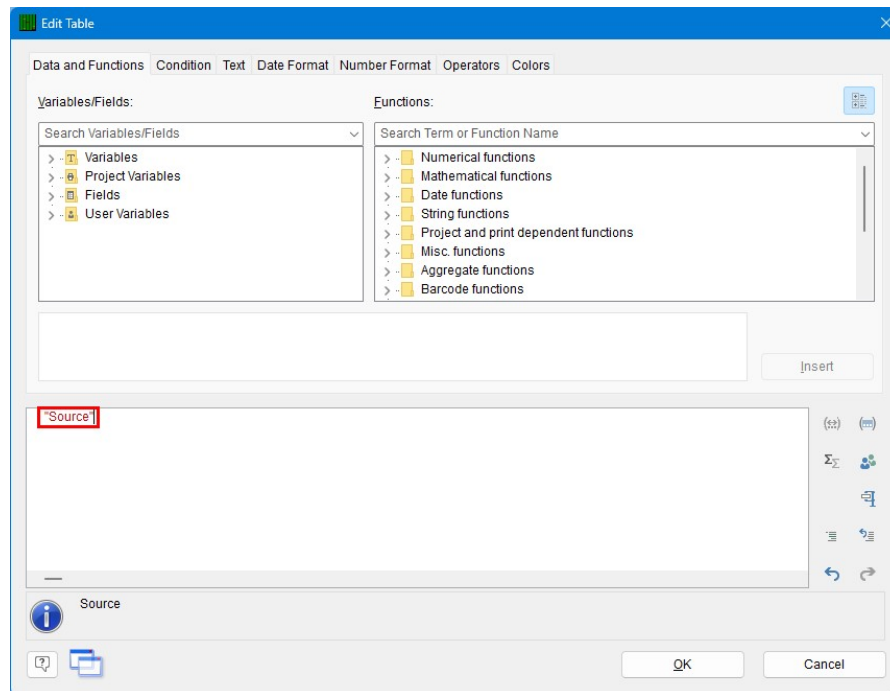 Edit Table
Data and Functions Condition Text Date Format Number Format Operators Colors
Variables/Fields: Functions:
Search Variables/Fields Search Term or Function Name
Variables Numerical functions
Project Variables Mathematical functions
Fields Date functions
User Variables String functions
Project and print dependent functions
Misc. functions
Aggregate functions
Barcode functions
Insert
"Source"
Source
OK Cancel